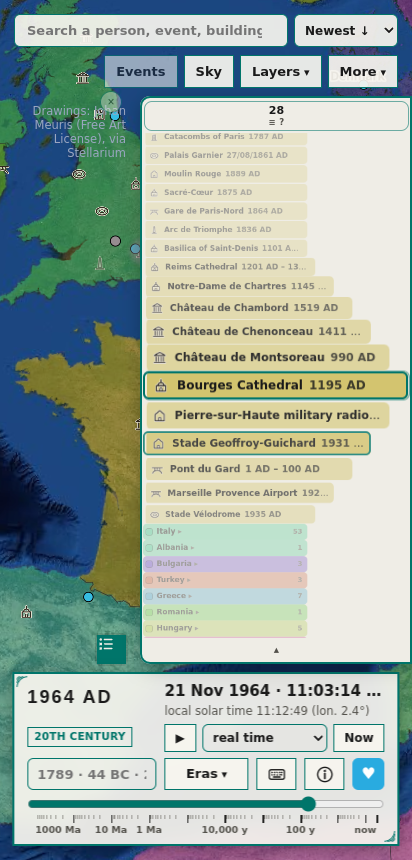 Search a person, event, building
Newest ↓
Events
Sky
Layers ▾
More ▾
Drawings:
Meuris (Free Art
License), via
Stellarium
×
28
≡ ?
Catacombs of Paris 1787 AD
Palais Garnier 27/08/1861 AD
Moulin Rouge 1889 AD
Sacré-Cœur 1875 AD
Gare de Paris-Nord 1864 AD
Arc de Triomphe 1836 AD
Basilica of Saint-Denis 1101 A...
Reims Cathedral 1201 AD – 13...
Notre-Dame de Chartres 1145 ...
Château de Chambord 1519 AD
Château de Chenonceau 1411 ...
Château de Montsoreau 990 AD
Bourges Cathedral 1195 AD
Pierre-sur-Haute military radio...
Stade Geoffroy-Guichard 1931 ...
Pont du Gard 1 AD – 100 AD
Marseille Provence Airport 192...
Stade Vélodrome 1935 AD
Italy ▸ 53
Albania ▸ 1
Bulgaria ▸ 3
Turkey ▸ 3
Greece ▸ 7
Romania ▸ 1
Hungary ▸ 5
▲
1964 AD
21 Nov 1964 · 11:03:14 ...
local solar time 11:12:49 (lon. 2.4°)
20TH CENTURY
▶
real time
Now
1789 · 44 BC ·
Eras ▾
1000 Ma
10 Ma
1 Ma
10,000 y
100 y
now